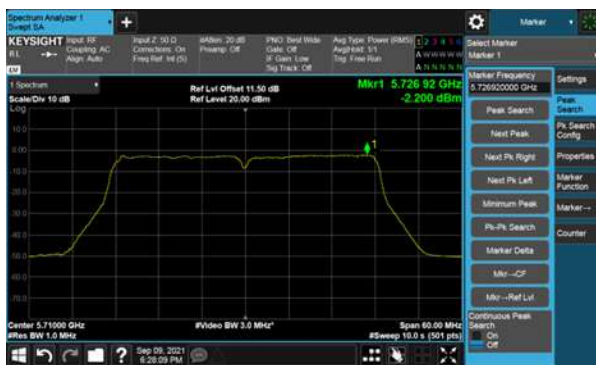 Spectrum Analyzer 1
Swept SA
+
Marker
KEYSIGHT
Input: RF
Coupling: AC
Align: Auto
Input Z: 50 Ω
Corrections: On
Freq Ref: Int (S)
#Atten: 20 dB
Preamp: Off
PNO: Best Wide
Gate: Off
IF Gain: Low
Sig Track: Off
Avg Type: Power (RMS)
Avg|Hold: 1/1
Trig: Free Run
1 2 3 4 5 6
A W W W W W
A N N N N N
Select Marker
Marker 1
1 Spectrum
Scale/Div 10 dB
Log
Ref Lvl Offset 11.50 dB
Ref Level 20.00 dBm
Mkr1 5.726 92 GHz
-2.200 dBm
10.0
0.00
-10.0
-20.0
-30.0
-40.0
-50.0
-60.0
-70.0
1
Center 5.71000 GHz
#Res BW 1.0 MHz
#Video BW 3.0 MHz*
Span 60.00 MHz
#Sweep 10.0 s (501 pts)
Marker Frequency
5.726920000 GHz
Peak Search
Next Peak
Next Pk Right
Next Pk Left
Minimum Peak
Pk-Pk Search
Marker Delta
Mkr→CF
Mkr→Ref Lvl
Continuous Peak
Search
On
Off
Settings
Peak
Search
Pk Search
Config
Properties
Marker
Function
Marker→
Counter
?
Sep 09, 2021
6:28:09 PM